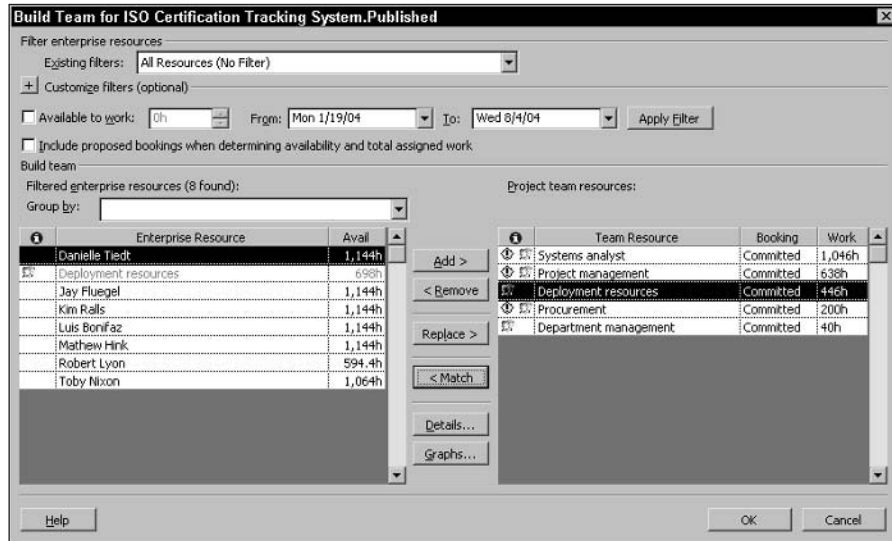 Build Team for ISO Certification Tracking System.Published
Filter enterprise resources
Existing filters: All Resources (No Filter)
+ Customize filters (optional)
Available to work: 0h From: Mon 1/19/04 To: Wed 8/4/04 Apply Filter
Include proposed bookings when determining availability and total assigned work
Build team
Filtered enterprise resources (8 found): Project team resources:
Group by:
Enterprise Resource Avail
Danielle Tiedt 1,144h
Deployment resources 698h
Jay Fluegel 1,144h
Kim Ralls 1,144h
Luis Bonifaz 1,144h
Mathew Hink 1,144h
Robert Lyon 594.4h
Toby Nixon 1,064h
Add >
< Remove
Replace >
< Match
Details...
Graphs...
Team Resource Booking Work
Systems analyst Committed 1,046h
Project management Committed 638h
Deployment resources Committed 446h
Procurement Committed 200h
Department management Committed 40h
Help OK Cancel